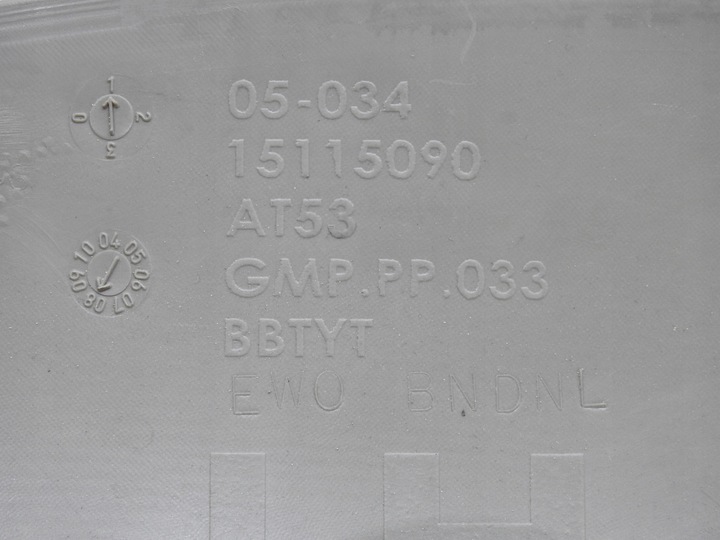 05-034
15115090
AT53
GMP.PP.033
BBTYT
EWO BNDNL
0 1 2 3
04 05 06 07 08 09 10